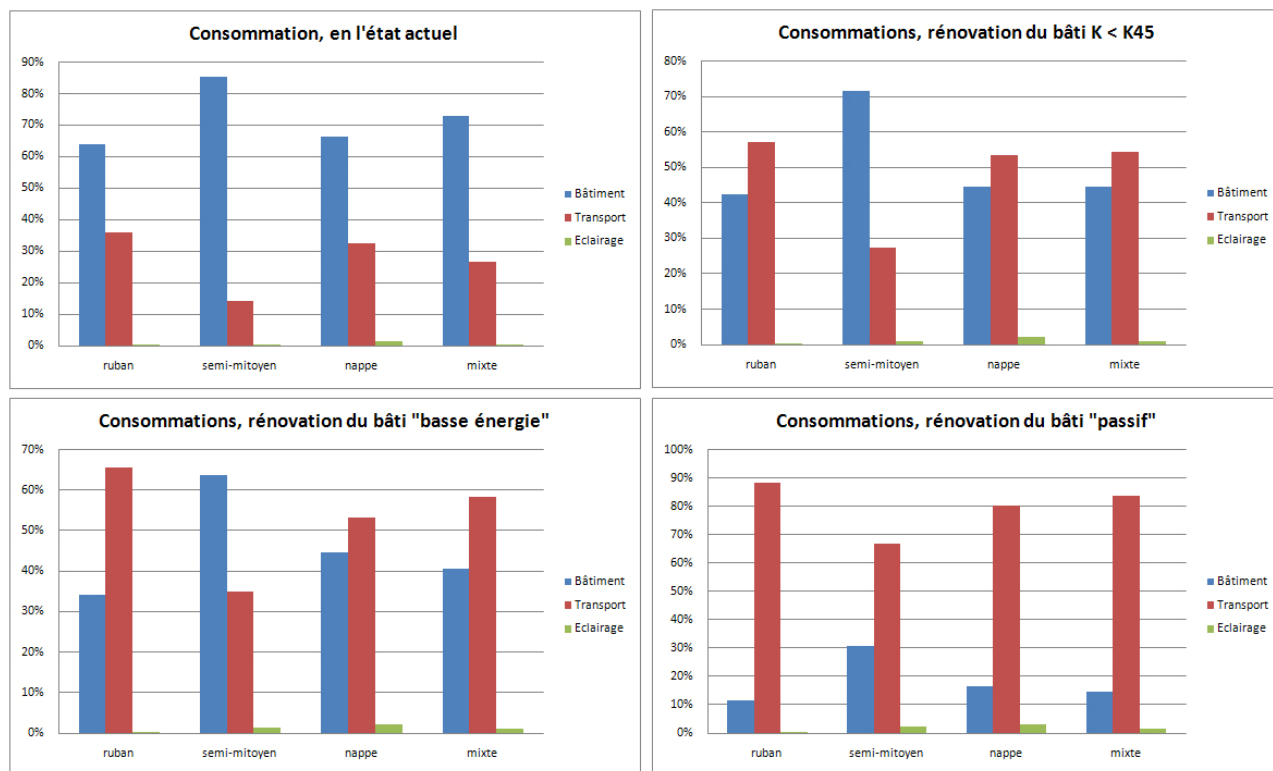 Consommation, en l'état actuel
90%
80%
70%
60%
50%
40%
30%
20%
10%
0%
ruban semi-mitoyen nappe mixte
Bâtiment
Transport
Eclairage
Consommations, rénovation du bâti K < K45
80%
70%
60%
50%
40%
30%
20%
10%
0%
ruban semi-mitoyen nappe mixte
Bâtiment
Transport
Eclairage
Consommations, rénovation du bâti "basse énergie"
70%
60%
50%
40%
30%
20%
10%
0%
ruban semi-mitoyen nappe mixte
Bâtiment
Transport
Eclairage
Consommations, rénovation du bâti "passif"
100%
90%
80%
70%
60%
50%
40%
30%
20%
10%
0%
ruban semi-mitoyen nappe mixte
Bâtiment
Transport
Eclairage